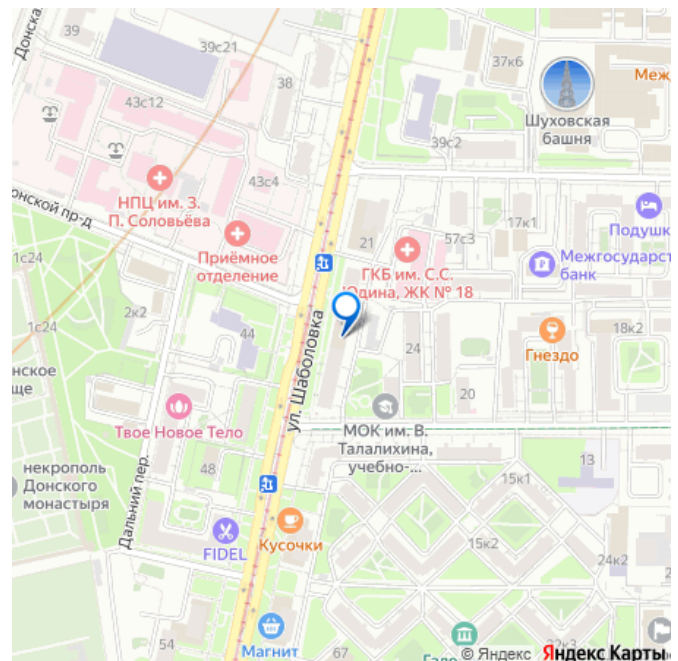 Донска
39
39с21
38
37к6
Меж
43с12
Шуховская
башня
39с2
НПЦ им. З.
П. Соловьёва
43с4
онской пр-д
Приёмное
отделение
21
57с3
17к1
Подушк
ГКБ им. С.С.
Юдина, ЖК № 18
Межгосударст
банк
1с24
1с24
2к2
44
ул. Шаболовка
24
Гнездо
18к2
нское
ще
20
Твое Новое Тело
МОК им. В.
Талалихина,
учебно-...
некрополь
Донского
монастыря
Дальний пер.
48
13
15к1
FIDEL
Кусочки
15к2
24к2
54
Магнит
67
Гале
22к3
© Яндекс Яндекс Карты